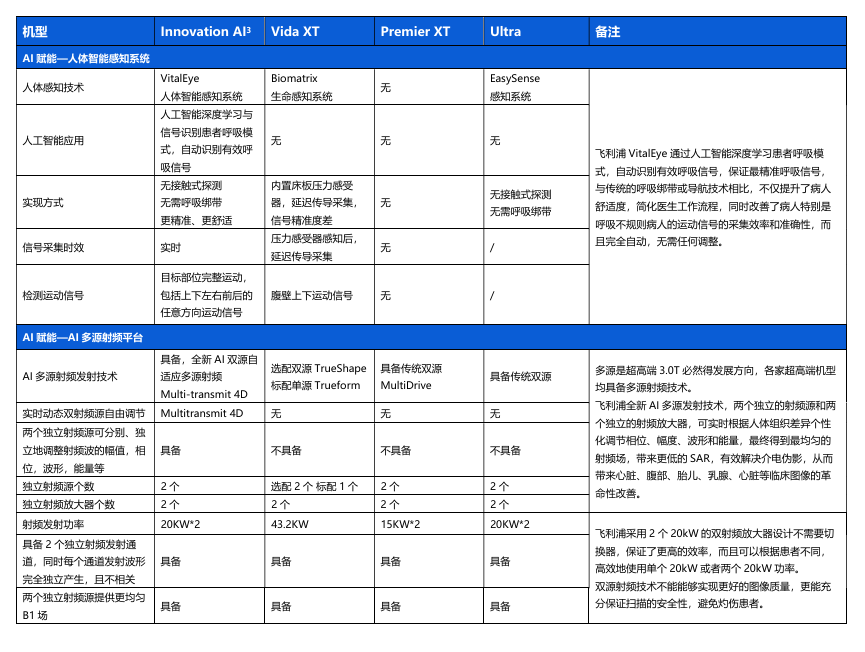 机型 Innovation AI³ Vida XT Premier XT Ultra 备注
AI 赋能—人体智能感知系统
人体感知技术
VitalEye
人体智能感知系统
Biomatrix
生命感知系统
无
EasySense
感知系统
人工智能应用
人工智能深度学习与
信号识别患者呼吸模
式，自动识别有效呼
吸信号
无
无
无
实现方式
无接触式探测
无需呼吸绑带
更精准、更舒适
内置床板压力感受
器，延迟传导采集，
信号精准度差
无
无接触式探测
无需呼吸绑带
信号采集时效
实时
压力感受器感知后，
延迟传导采集
无
/
检测运动信号
目标部位完整运动，
包括上下左右前后的
任意方向运动信号
腹壁上下运动信号
无
/
飞利浦 VitalEye 通过人工智能深度学习患者呼吸模
式，自动识别有效呼吸信号，保证最精准呼吸信号，
与传统的呼吸绑带或导航技术相比，不仅提升了病人
舒适度，简化医生工作流程，同时改善了病人特别是
呼吸不规则病人的运动信号的采集效率和准确性，而
且完全自动，无需任何调整。
AI 赋能—AI 多源射频平台
AI 多源射频发射技术
具备，全新 AI 双源自
适应多源射频
Multi-transmit 4D
选配双源 TrueShape
标配单源 Trueform
具备传统双源
MultiDrive
具备传统双源
实时动态双射频源自由调节 Multitransmit 4D 无 无 无
两个独立射频源可分别、独
立地调整射频波的幅值，相
位，波形，能量等
具备
不具备
不具备
不具备
独立射频源个数 2 个 选配 2 个 标配 1 个 2 个 2 个
独立射频放大器个数 2 个 2 个 2 个 2 个
多源是超高端 3.0T 必然得发展方向，各家超高端机型
均具备多源射频技术。
飞利浦全新 AI 多源发射技术，两个独立的射频源和两
个独立的射频放大器，可实时根据人体组织差异个性
化调节相位、幅度、波形和能量，最终得到最均匀的
射频场，带来更低的 SAR，有效解决介电伪影，从而
带来心脏、腹部、胎儿、乳腺、心脏等临床图像的革
命性改善。
射频发射功率 20KW*2 43.2KW 15KW*2 20KW*2
具备 2 个独立射频发射通
道，同时每个通道发射波形
完全独立产生，且不相关
具备
具备
具备
具备
两个独立射频源提供更均匀
B1 场
具备
具备
具备
具备
飞利浦采用 2 个 20kW 的双射频放大器设计不需要切
换器，保证了更高的效率，而且可以根据患者不同，
高效地使用单个 20kW 或者两个 20kW 功率。
双源射频技术不能能够实现更好的图像质量，更能充
分保证扫描的安全性，避免灼伤患者。